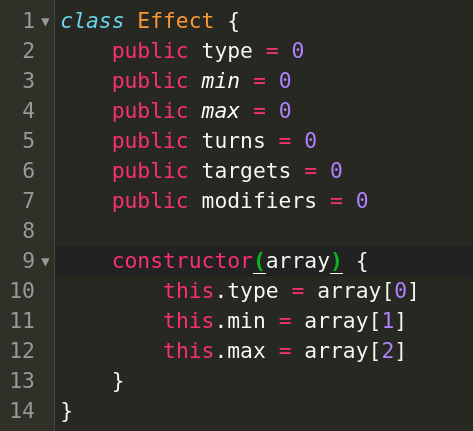 1 class Effect {
2     public type = 0
3     public min = 0
4     public max = 0
5     public turns = 0
6     public targets = 0
7     public modifiers = 0
8
9     constructor(array) {
10         this.type = array[0]
11         this.min = array[1]
12         this.max = array[2]
13     }
14 }